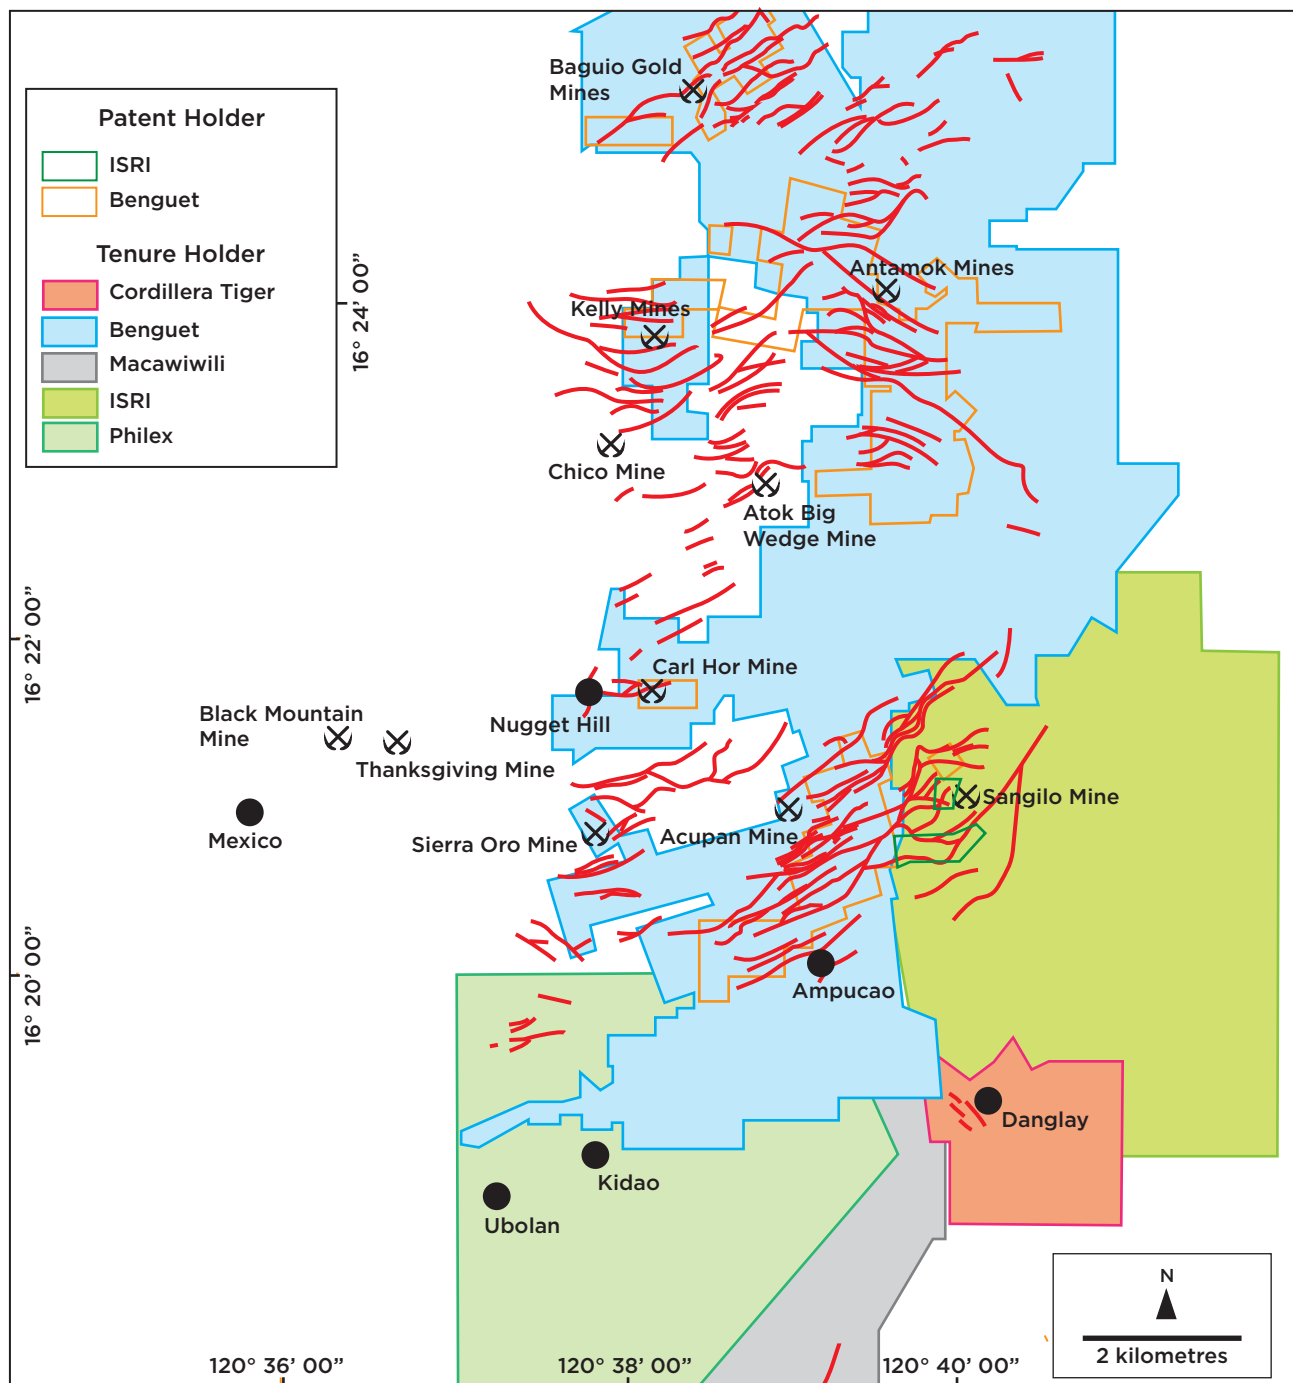 Baguio Gold
Mines
Patent Holder
ISRI
Benguet
Tenure Holder
Cordillera Tiger
Benguet
Macawiwili
ISRI
Philex
16° 24’ 00”
Antamok Mines
Kelly Mines
Chico Mine
Atok Big
Wedge Mine
16° 22’ 00”
Carl Hor Mine
Nugget Hill
Black Mountain
Mine
Thanksgiving Mine
Mexico
Sierra Oro Mine
Acupan Mine
Sangilo Mine
16° 20’ 00”
Ampucao
Danglay
Kidao
Ubolan
N
2 kilometres
120° 36’ 00”
120° 38’ 00”
120° 40’ 00”